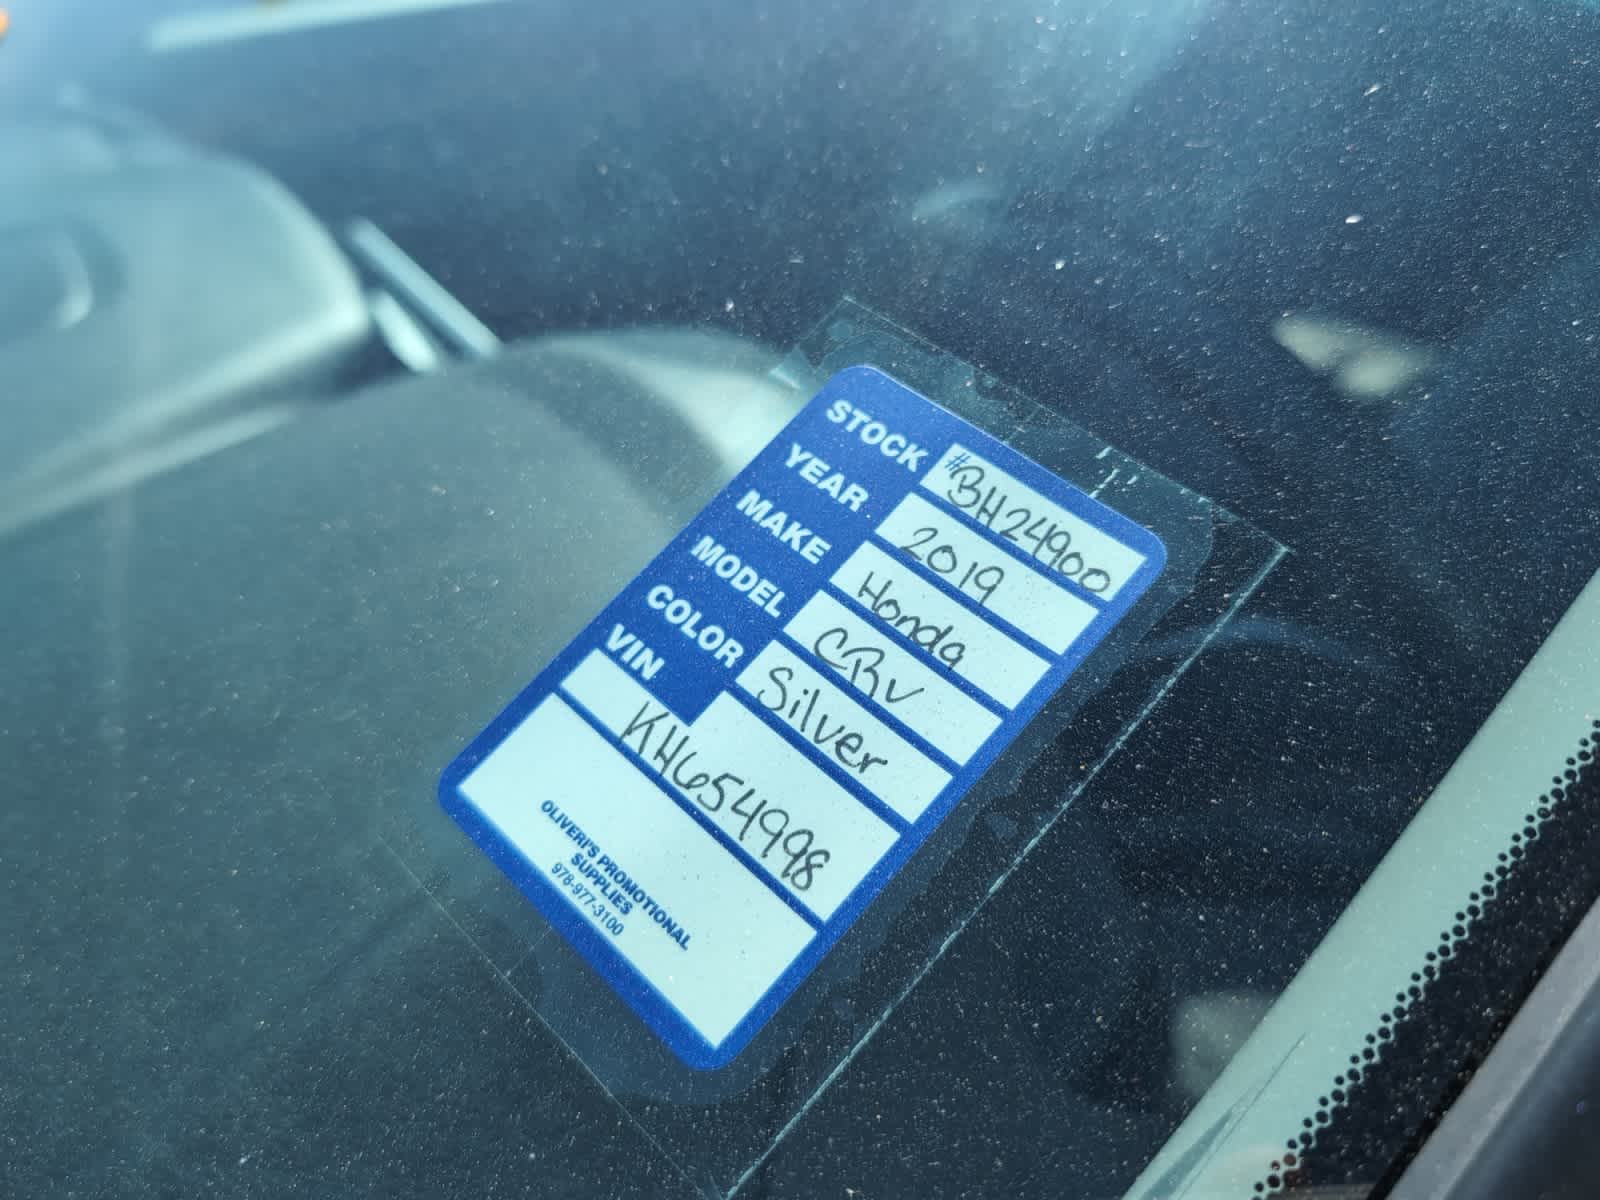 STOCK #BH24900
YEAR 2019
MAKE Honda
MODEL CRV
COLOR Silver
VIN KH654998
OLIVERI'S PROMOTIONAL
SUPPLIES
978-977-3100